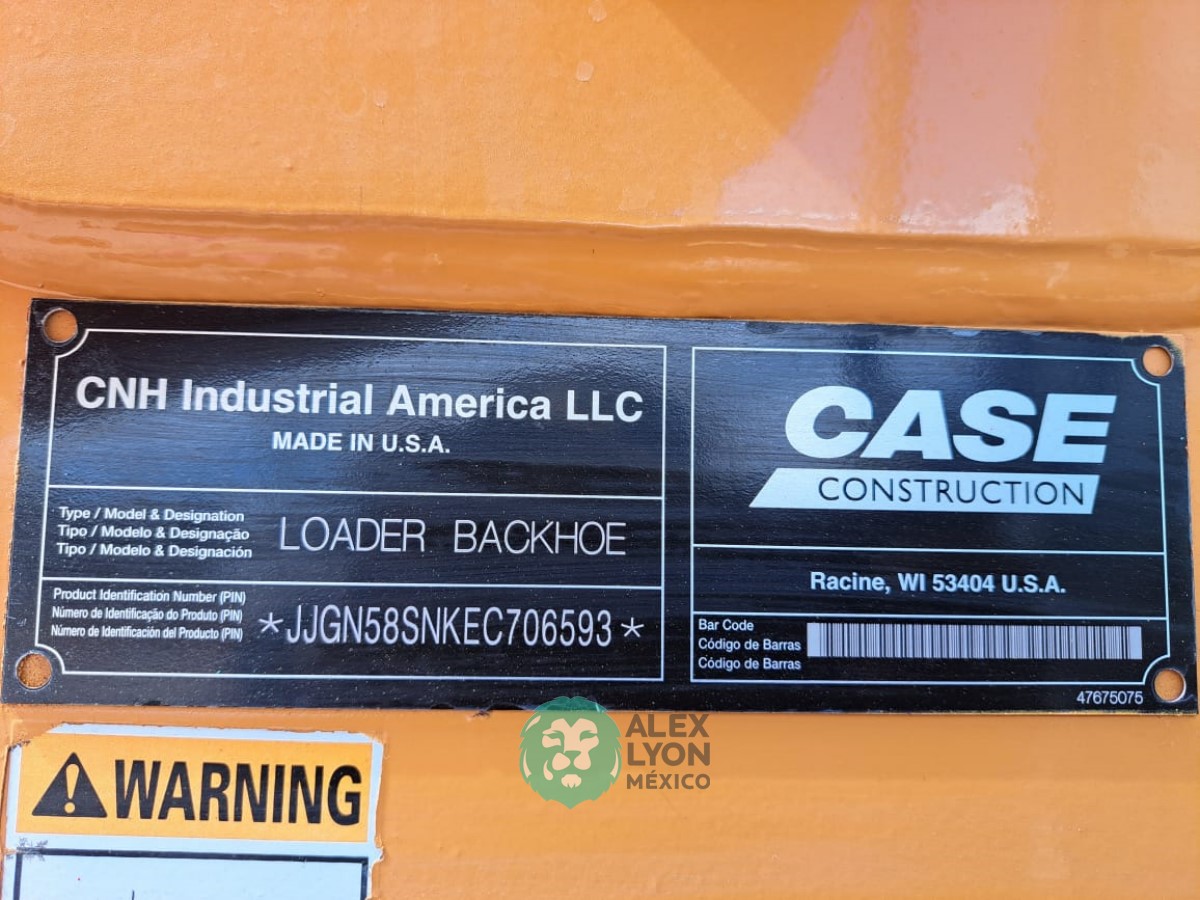 CNH Industrial America LLC
MADE IN U.S.A.
Type / Model & Designation
Tipo / Modelo & Designação
Tipo / Modelo & Designación
LOADER BACKHOE
Product Identification Number (PIN)
Número de Identificação do Produto (PIN)
Número de Identificación del Producto (PIN)
*JJGN58SNKEC706593*
CASE
CONSTRUCTION
Racine, WI 53404 U.S.A.
Bar Code
Código de Barras
Código de Barras
47675075
ALEX
LYON
MÉXICO
WARNING